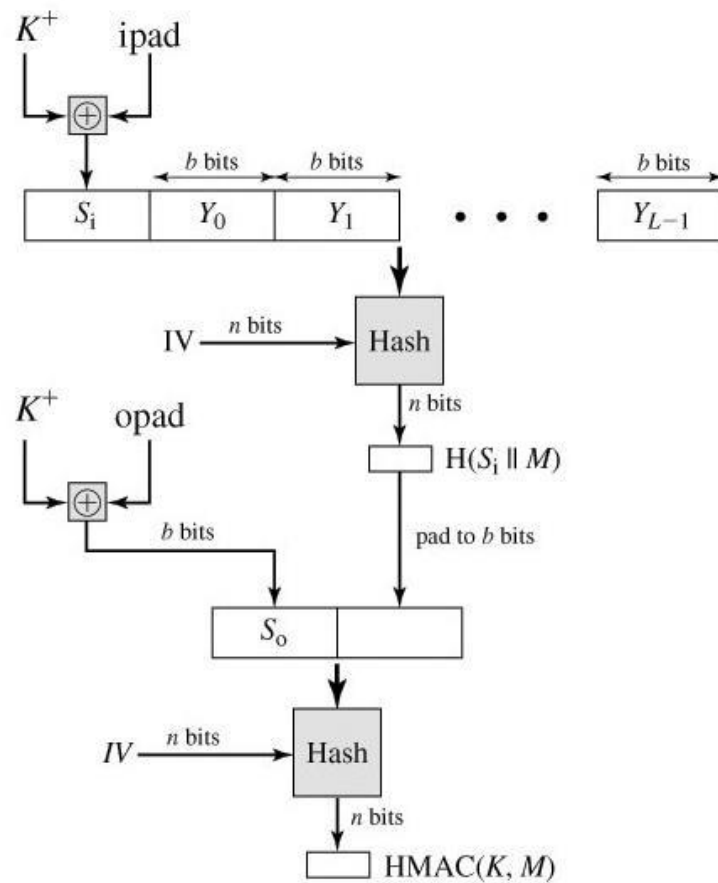 K⁺ ipad
⊕
b bits b bits b bits
Sᵢ Y₀ Y₁ • • • Y_{L−1}
IV n bits Hash
n bits
K⁺ opad
H(Sᵢ || M)
⊕
b bits pad to b bits
Sₒ
IV n bits Hash
n bits
HMAC(K, M)